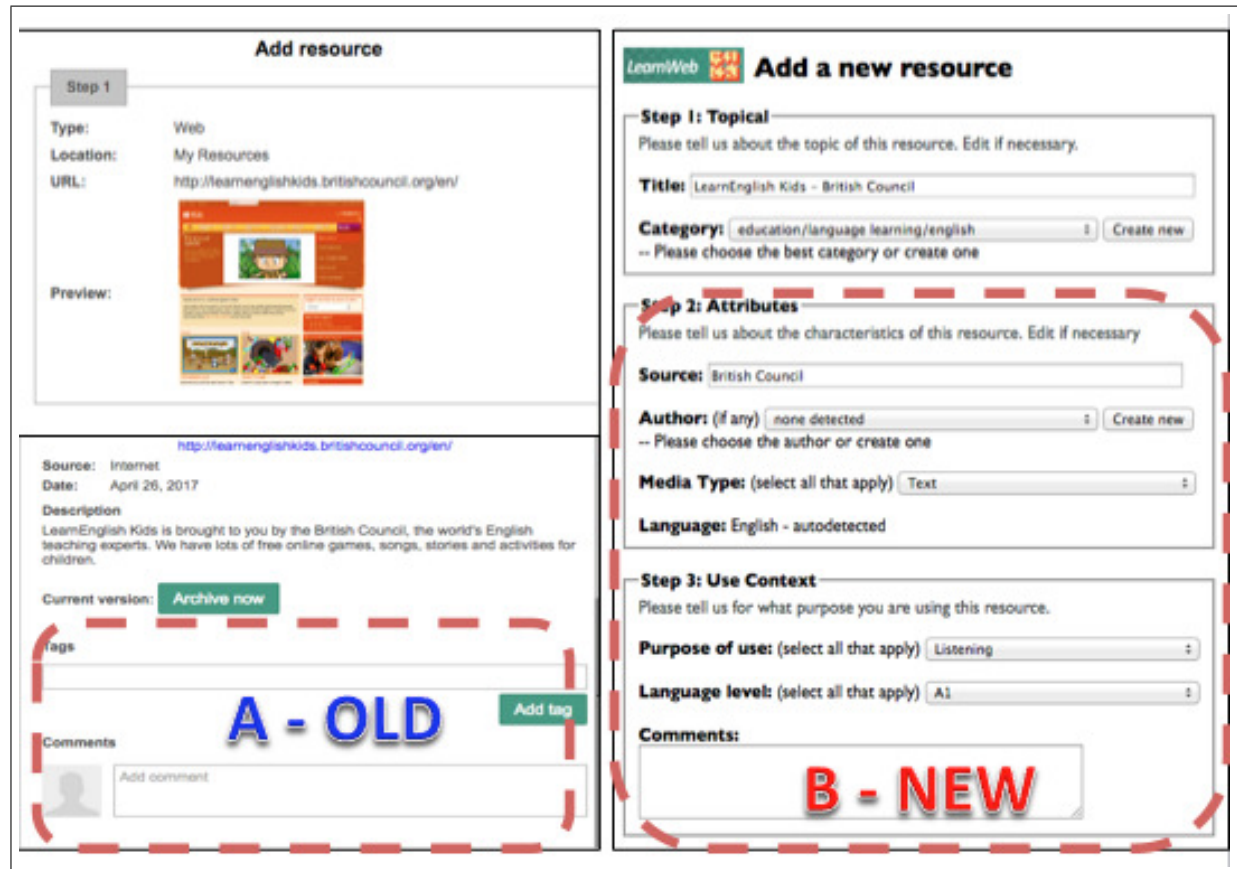 Add resource
Step 1
Type: Web
Location: My Resources
URL: http://learnenglishkids.britishcouncil.org/en/
Preview:
http://learnenglishkids.britishcouncil.org/en/
Source: Internet
Date: April 26, 2017
Description
LearnEnglish Kids is brought to you by the British Council, the world's English
teaching experts. We have lots of free online games, songs, stories and activities for
children.
Current version: Archive now
Tags
Add tag
A - OLD
Comments
Add comment
LearnWeb Add a new resource
Step 1: Topical
Please tell us about the topic of this resource. Edit if necessary.
Title: LearnEnglish Kids - British Council
Category: education/language learning/english Create new
-- Please choose the best category or create one
Step 2: Attributes
Please tell us about the characteristics of this resource. Edit if necessary
Source: British Council
Author: (if any) none detected Create new
-- Please choose the author or create one
Media Type: (select all that apply) Text
Language: English - autodetected
Step 3: Use Context
Please tell us for what purpose you are using this resource.
Purpose of use: (select all that apply) Listening
Language level: (select all that apply) A1
Comments:
B - NEW